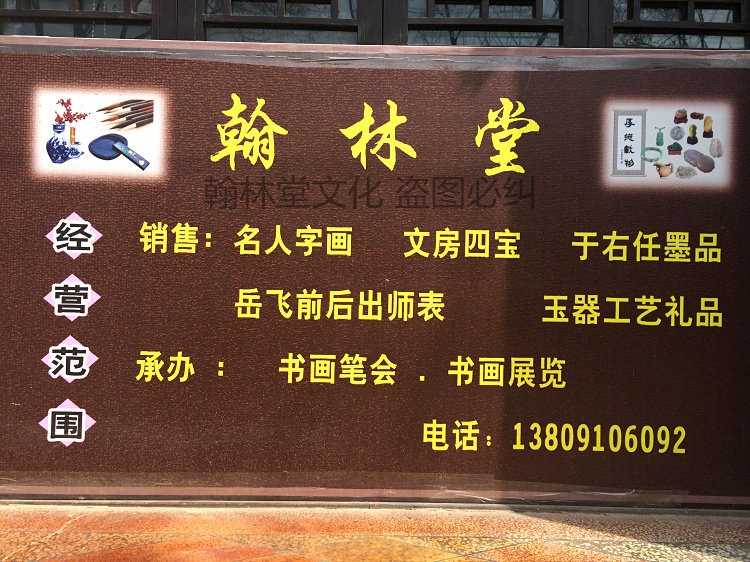 翰林堂
翰林堂文化 盗图必纠
经营范围
销售：名人字画 文房四宝 于右任墨品
岳飞前后出师表 玉器工艺礼品
承办：书画笔会．书画展览
电话：13809106092